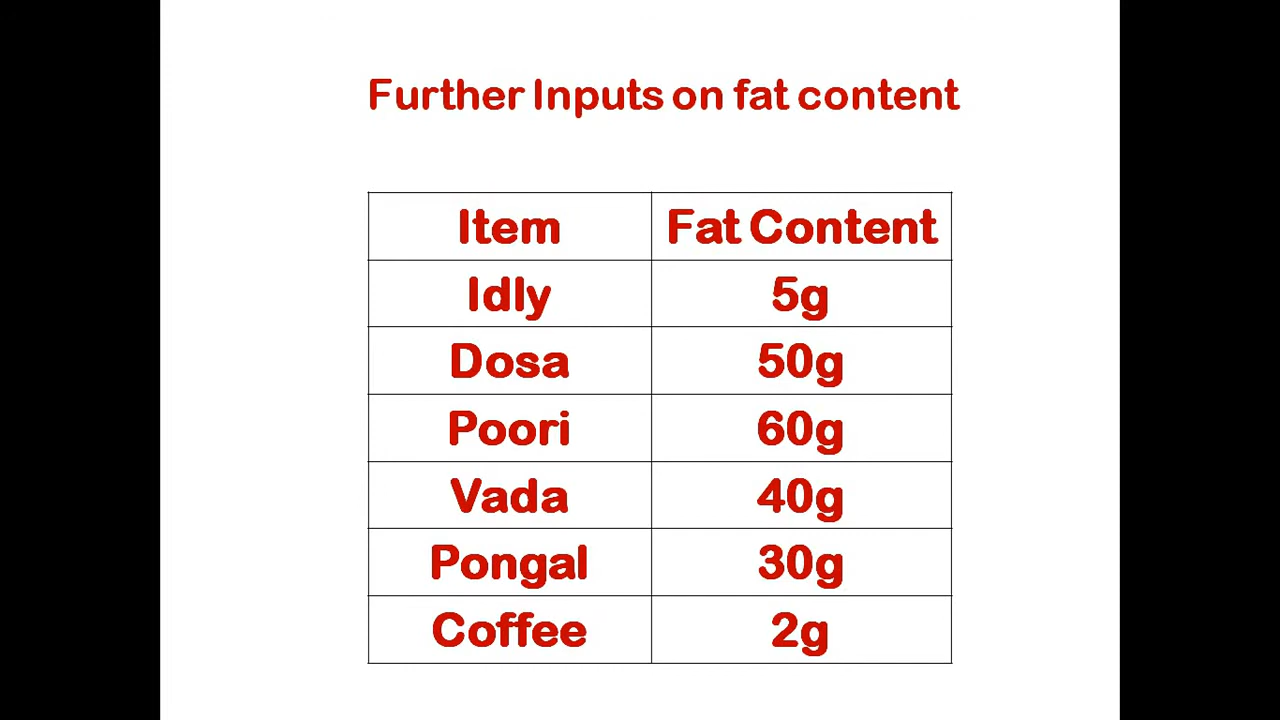 Further Inputs on fat content
Item Fat Content
Idly 5g
Dosa 50g
Poori 60g
Vada 40g
Pongal 30g
Coffee 2g